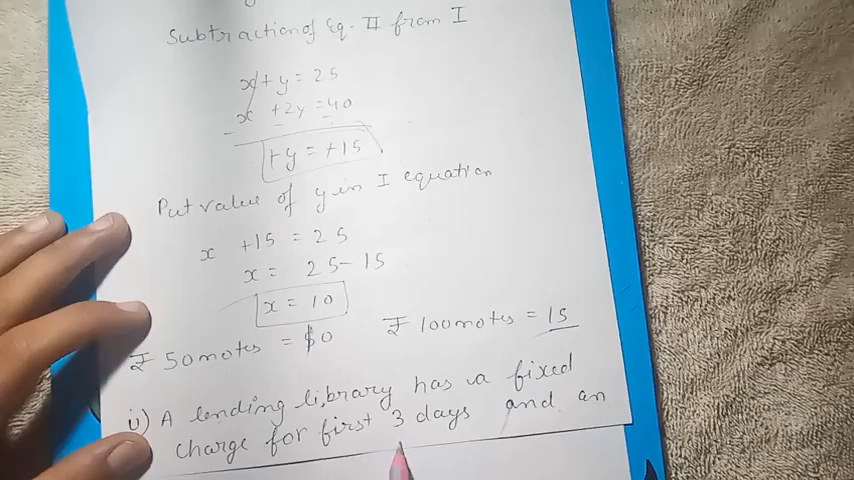 Subtraction of Eq. II from I
x + y = 25
x + 2y = 40
- - -
+y = +15
Put value of y in I equation
x + 15 = 25
x = 25 - 15
x = 10
₹ 50 notes = 10 ₹ 100 notes = 15
v) A lending library has a fixed
charge for first 3 days and an